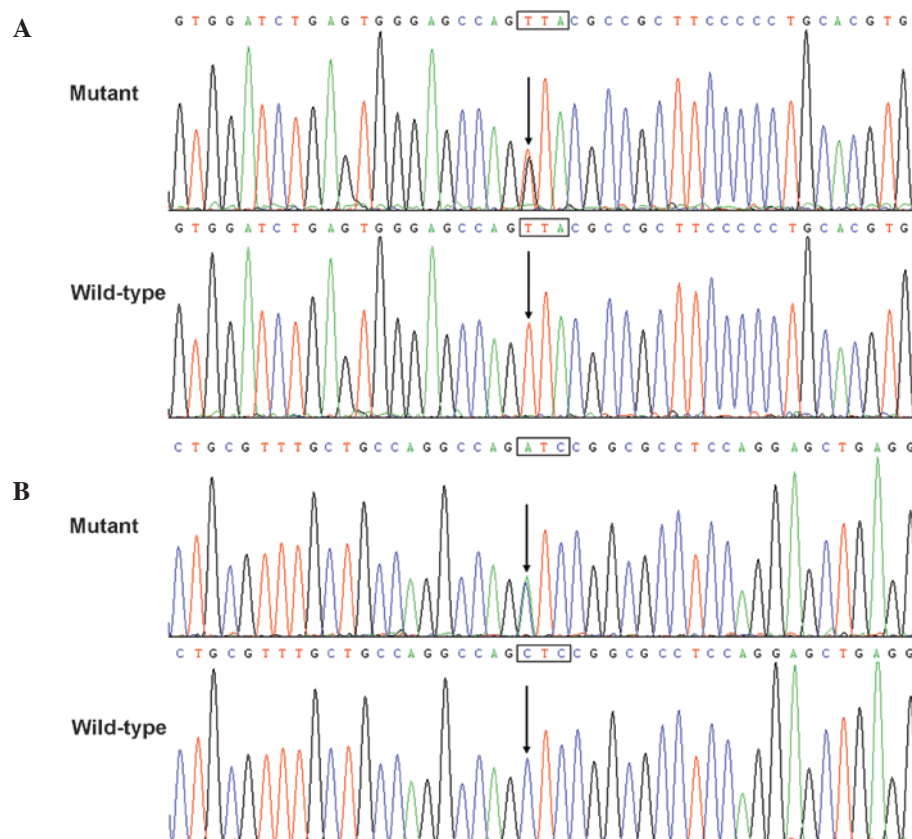 A
G T G G A T C T G A G T G G G A G C C A G T T A C G C C G C T T C C C C C T G C A C G T G
Mutant
G T G G A T C T G A G T G G G A G C C A G T T A C G C C G C T T C C C C C T G C A C G T G
Wild-type
C T G C G T T T G C T G C C A G G C C A G A T C C G G C G C C T C C A G G A G C T G A G G
B
Mutant
C T G C G T T T G C T G C C A G G C C A G C T C C G G C G C C T C C A G G A G C T G A G G
Wild-type